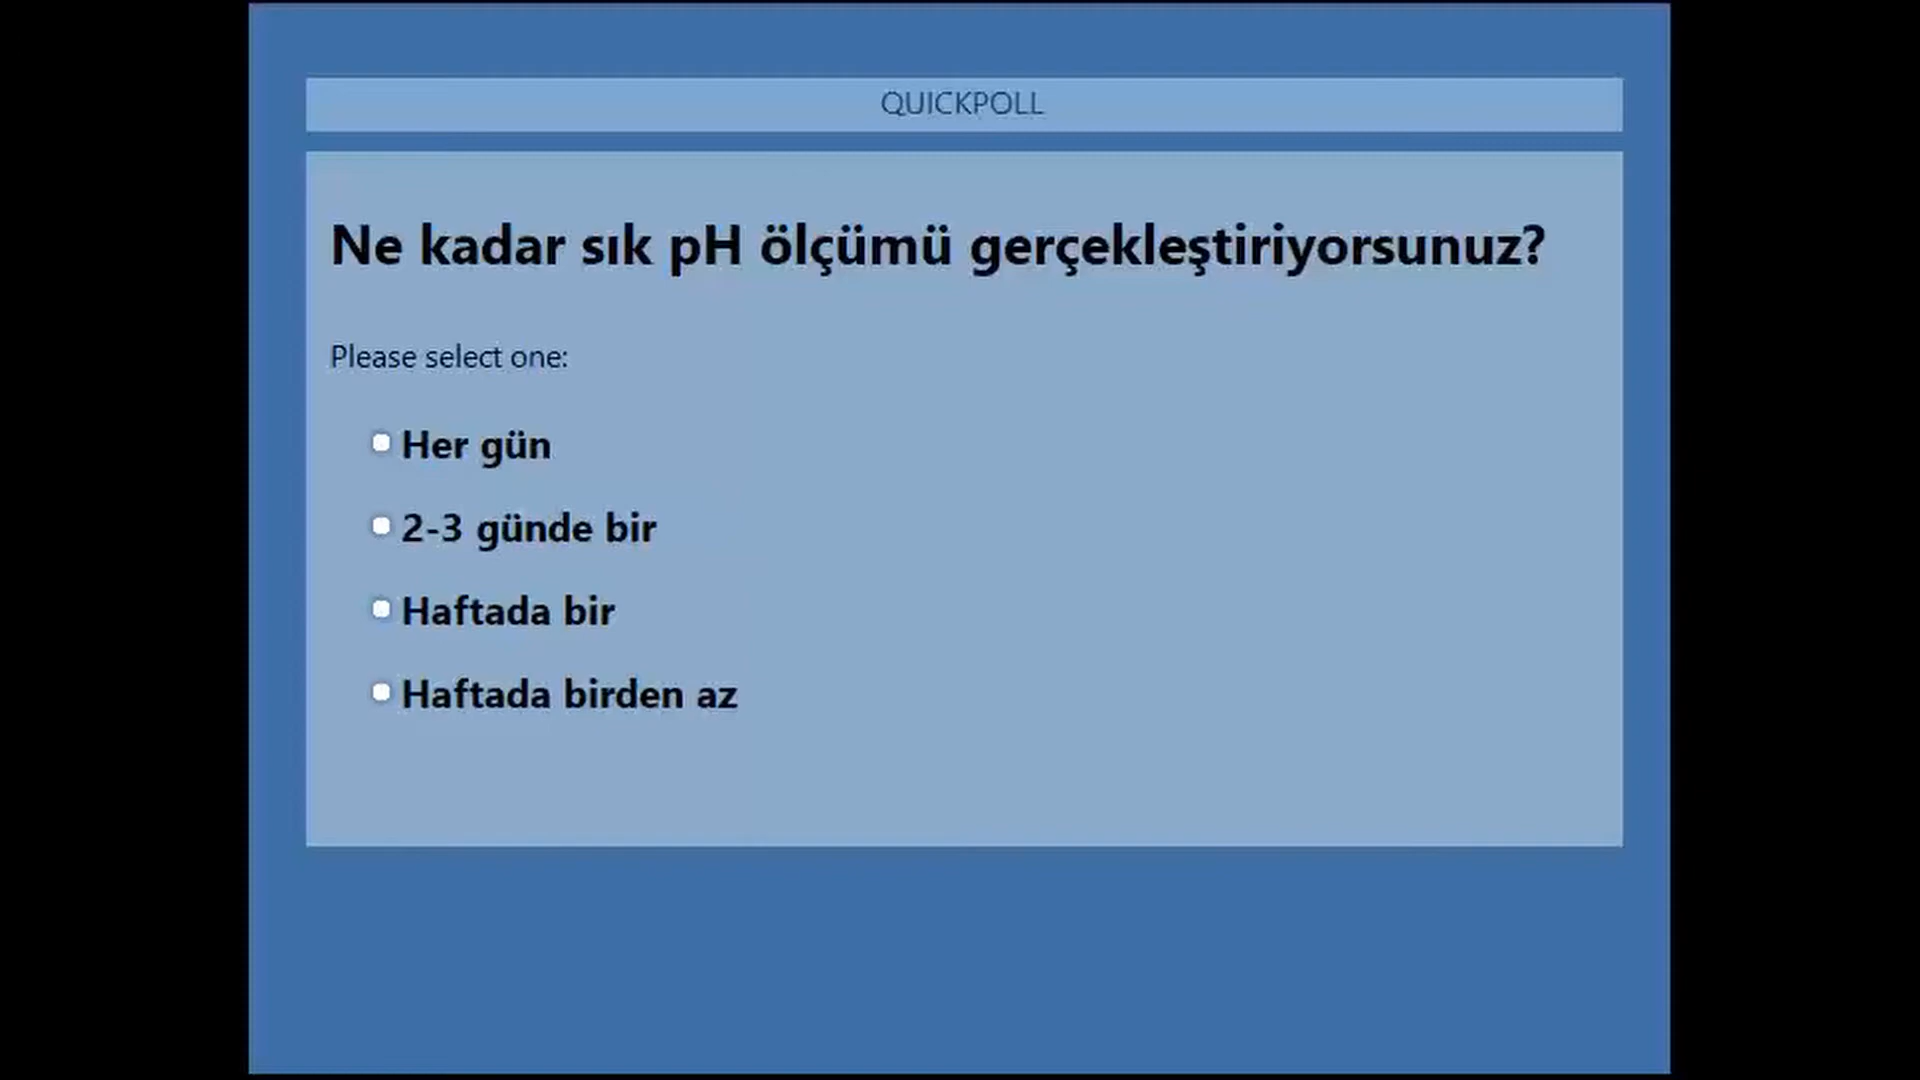 QUICKPOLL
Ne kadar sık pH ölçümü gerçekleştiriyorsunuz?
Please select one:
Her gün
2-3 günde bir
Haftada bir
Haftada birden az